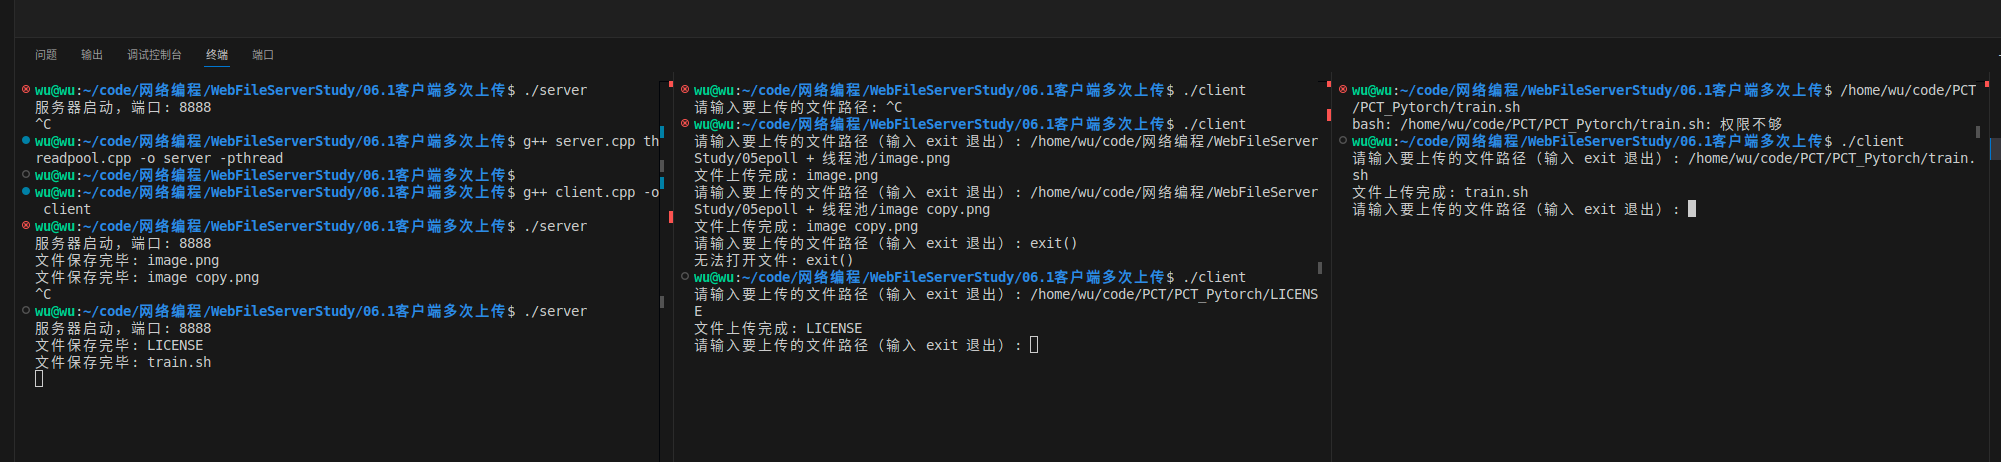 问题 输出 调试控制台 终端 端口
wu@wu:~/code/网络编程/WebFileServerStudy/06.1客户端多次上传$ ./server
服务器启动，端口: 8888
^C
wu@wu:~/code/网络编程/WebFileServerStudy/06.1客户端多次上传$ g++ server.cpp th
readpool.cpp -o server -pthread
wu@wu:~/code/网络编程/WebFileServerStudy/06.1客户端多次上传$
wu@wu:~/code/网络编程/WebFileServerStudy/06.1客户端多次上传$ g++ client.cpp -o
 client
wu@wu:~/code/网络编程/WebFileServerStudy/06.1客户端多次上传$ ./server
服务器启动，端口: 8888
文件保存完毕: image.png
文件保存完毕: image copy.png
^C
wu@wu:~/code/网络编程/WebFileServerStudy/06.1客户端多次上传$ ./server
服务器启动，端口: 8888
文件保存完毕: LICENSE
文件保存完毕: train.sh
wu@wu:~/code/网络编程/WebFileServerStudy/06.1客户端多次上传$ ./client
请输入要上传的文件路径: ^C
wu@wu:~/code/网络编程/WebFileServerStudy/06.1客户端多次上传$ ./client
请输入要上传的文件路径（输入 exit 退出）: /home/wu/code/网络编程/WebFileServer
Study/05epoll + 线程池/image.png
文件上传完成: image.png
请输入要上传的文件路径（输入 exit 退出）: /home/wu/code/网络编程/WebFileServer
Study/05epoll + 线程池/image copy.png
文件上传完成: image copy.png
请输入要上传的文件路径（输入 exit 退出）: exit()
无法打开文件: exit()
wu@wu:~/code/网络编程/WebFileServerStudy/06.1客户端多次上传$ ./client
请输入要上传的文件路径（输入 exit 退出）: /home/wu/code/PCT/PCT_Pytorch/LICENS
E
文件上传完成: LICENSE
请输入要上传的文件路径（输入 exit 退出）:
wu@wu:~/code/网络编程/WebFileServerStudy/06.1客户端多次上传$ /home/wu/code/PCT
/PCT_Pytorch/train.sh
bash: /home/wu/code/PCT/PCT_Pytorch/train.sh: 权限不够
wu@wu:~/code/网络编程/WebFileServerStudy/06.1客户端多次上传$ ./client
请输入要上传的文件路径（输入 exit 退出）: /home/wu/code/PCT/PCT_Pytorch/train.
sh
文件上传完成: train.sh
请输入要上传的文件路径（输入 exit 退出）: